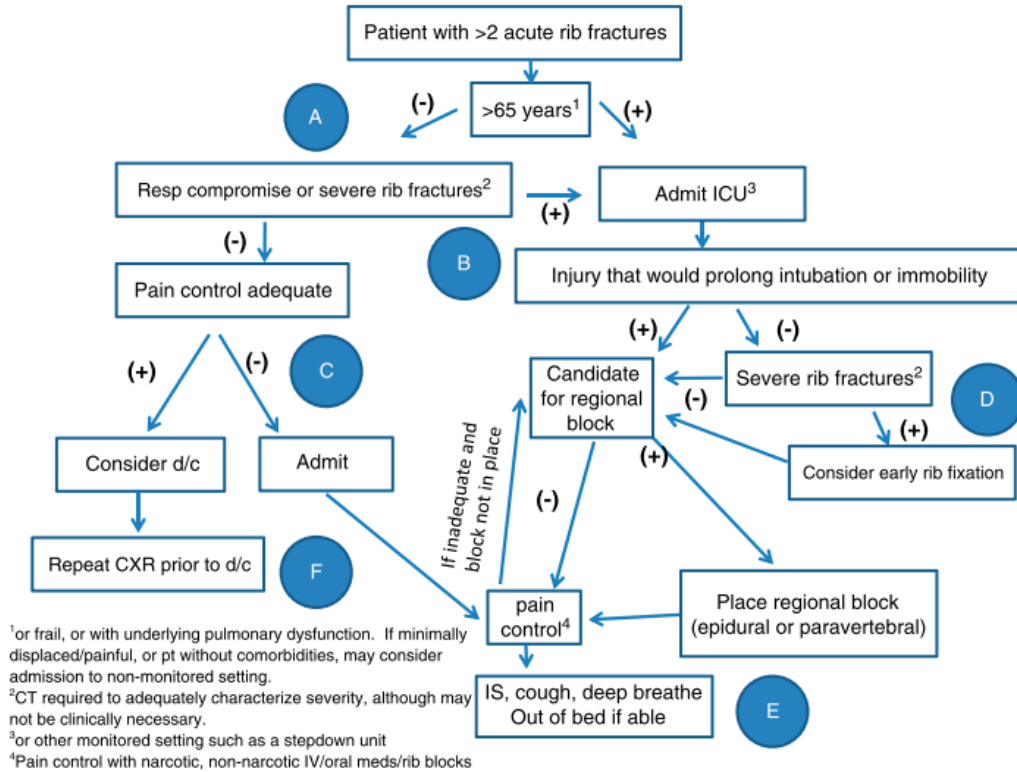 Patient with >2 acute rib fractures
(-)
>65 years¹
(+)
A
Resp compromise or severe rib fractures²
(+)
Admit ICU³
(-)
B
Pain control adequate
Injury that would prolong intubation or immobility
(+)
(-)
C
(+)
(-)
Candidate
for regional
block
(-)
Severe rib fractures²
D
(+)
Consider d/c
Admit
If inadequate and
block not in place
(-)
(+)
Consider early rib fixation
Repeat CXR prior to d/c
F
pain
control⁴
Place regional block
(epidural or paravertebral)
IS, cough, deep breathe
Out of bed if able
E
¹or frail, or with underlying pulmonary dysfunction. If minimally
displaced/painful, or pt without comorbidities, may consider
admission to non-monitored setting.
²CT required to adequately characterize severity, although may
not be clinically necessary.
³or other monitored setting such as a stepdown unit
⁴Pain control with narcotic, non-narcotic IV/oral meds/rib blocks